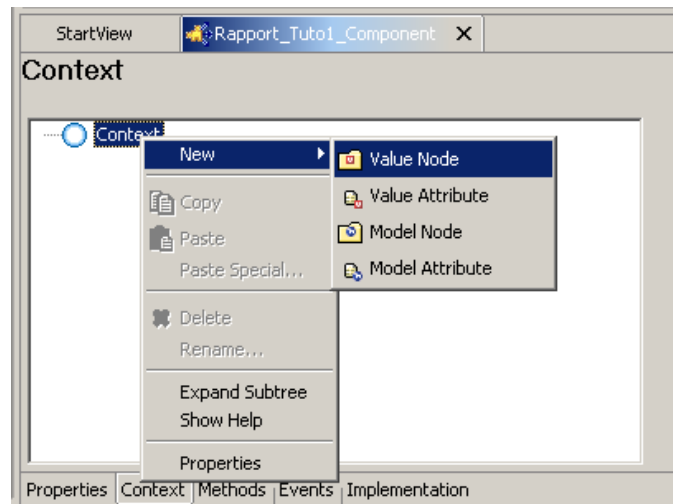 StartView Rapport_Tuto1_Component
Context
Context
New
Value Node
Copy
Value Attribute
Paste
Model Node
Paste Special...
Model Attribute
Delete
Rename...
Expand Subtree
Show Help
Properties
Properties Context Methods Events Implementation